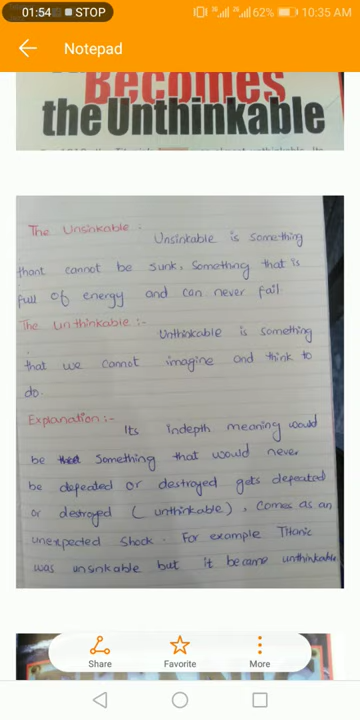 01:54 STOP 3G 2G 62% 10:35 AM
Notepad
Becomes
the Unthinkable
The Unsinkable :
Unsinkable is something
thant cannot be sunk, Something that is
full of energy and can never fail.
The Unthinkable :-
Unthinkable is something
that we cannot imagine and think to
do.
Explanation :-
Its Indepth meaning would
be Something that would never
be defeated or destroyed gets defeated
or destroyed ( unthinkable), comes as an
unexpected shock. For example Titanic
was unsinkable but it became unthinkable
Share Favorite More